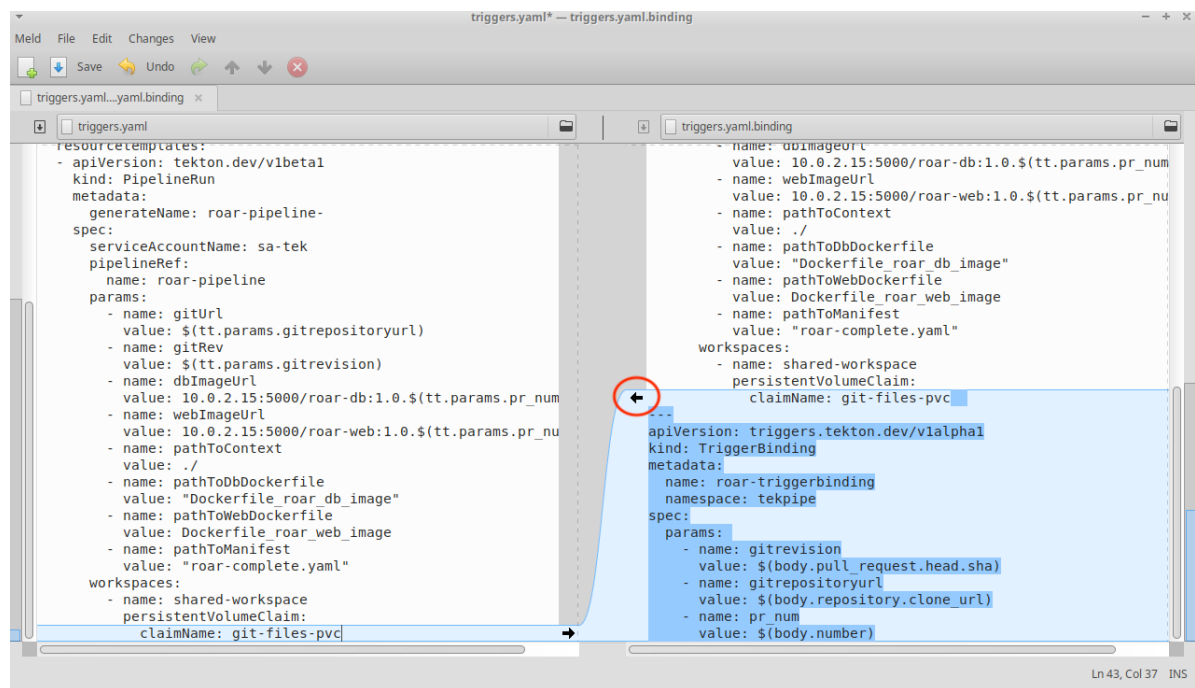 triggers.yaml* — triggers.yaml.binding
Meld File Edit Changes View
Save Undo
triggers.yaml....yaml.binding
triggers.yaml
resourcetemplates:
- apiVersion: tekton.dev/v1beta1
kind: PipelineRun
metadata:
generateName: roar-pipeline-
spec:
serviceAccountName: sa-tek
pipelineRef:
name: roar-pipeline
params:
- name: gitUrl
value: $(tt.params.gitrepositoryurl)
- name: gitRev
value: $(tt.params.gitrevision)
- name: dbImageUrl
value: 10.0.2.15:5000/roar-db:1.0.$(tt.params.pr_num
- name: webImageUrl
value: 10.0.2.15:5000/roar-web:1.0.$(tt.params.pr_nu
- name: pathToContext
value: ./
- name: pathToDbDockerfile
value: "Dockerfile_roar_db_image"
- name: pathToWebDockerfile
value: Dockerfile_roar_web_image
- name: pathToManifest
value: "roar-complete.yaml"
workspaces:
- name: shared-workspace
persistentVolumeClaim:
claimName: git-files-pvc
triggers.yaml.binding
- name: dbImageUrl
value: 10.0.2.15:5000/roar-db:1.0.$(tt.params.pr_num
- name: webImageUrl
value: 10.0.2.15:5000/roar-web:1.0.$(tt.params.pr_nu
- name: pathToContext
value: ./
- name: pathToDbDockerfile
value: "Dockerfile_roar_db_image"
- name: pathToWebDockerfile
value: Dockerfile_roar_web_image
- name: pathToManifest
value: "roar-complete.yaml"
workspaces:
- name: shared-workspace
persistentVolumeClaim:
claimName: git-files-pvc
---
apiVersion: triggers.tekton.dev/v1alpha1
kind: TriggerBinding
metadata:
name: roar-triggerbinding
namespace: tekpipe
spec:
params:
- name: gitrevision
value: $(body.pull_request.head.sha)
- name: gitrepositoryurl
value: $(body.repository.clone_url)
- name: pr_num
value: $(body.number)
Ln 43, Col 37 INS